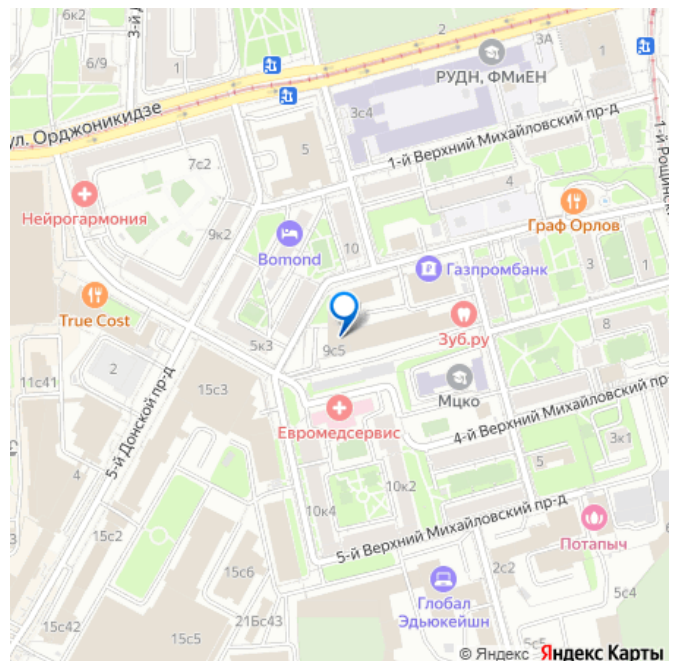 6к2
3-й Д
2
6/9
1
3А
1
РУДН, ФМиЕН
ул. Орджоникидзе
3с4
7с2
5
1-й Верхний Михайловский пр-д
1-й Рощинск
4
Нейрогармония
9к2
Граф Орлов
Bomond
10
Газпромбанк
3
1
True Cost
5к3
9с5
Зуб.ру
8
2
11с41
15с3
Мцко
5-й Донской пр-д
Евромедсервис
4-й Верхний Михайловский пр-
3к1
4
5
10к2
10к4
Потапыч
15с2
5-й Верхний Михайловский пр-д
15с6
2с2
Глобал
Эдьюкейшн
5с4
21Бс43
15с42
15с5
5с5
© Яндекс Яндекс Карты